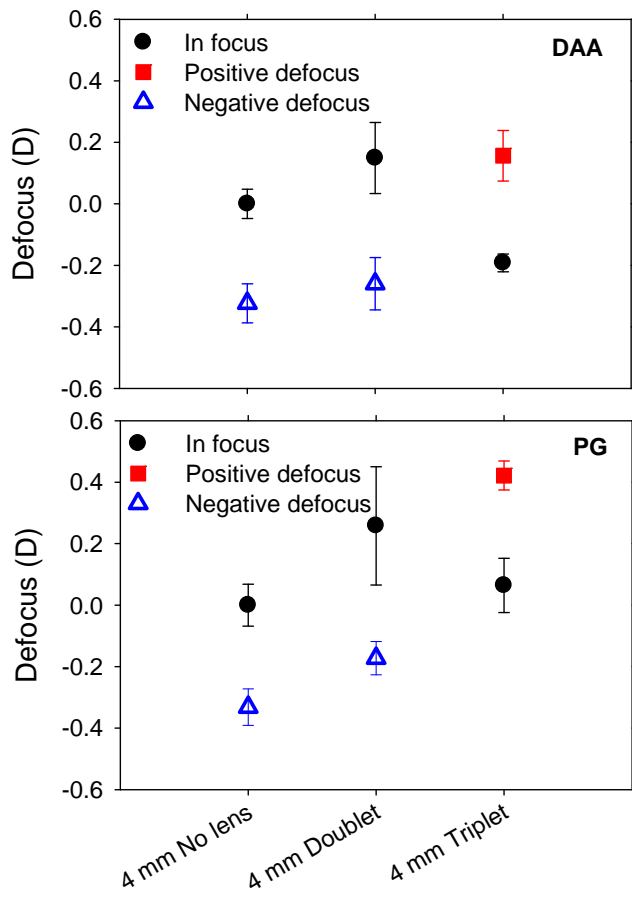 0.6
In focus
DAA
Positive defocus
0.4
Negative defocus
0.2
0.0
-0.2
-0.4
-0.6
Defocus (D)
0.6
In focus
PG
Positive defocus
0.4
Negative defocus
0.2
0.0
-0.2
-0.4
-0.6
Defocus (D)
4 mm No lens
4 mm Doublet
4 mm Triplet